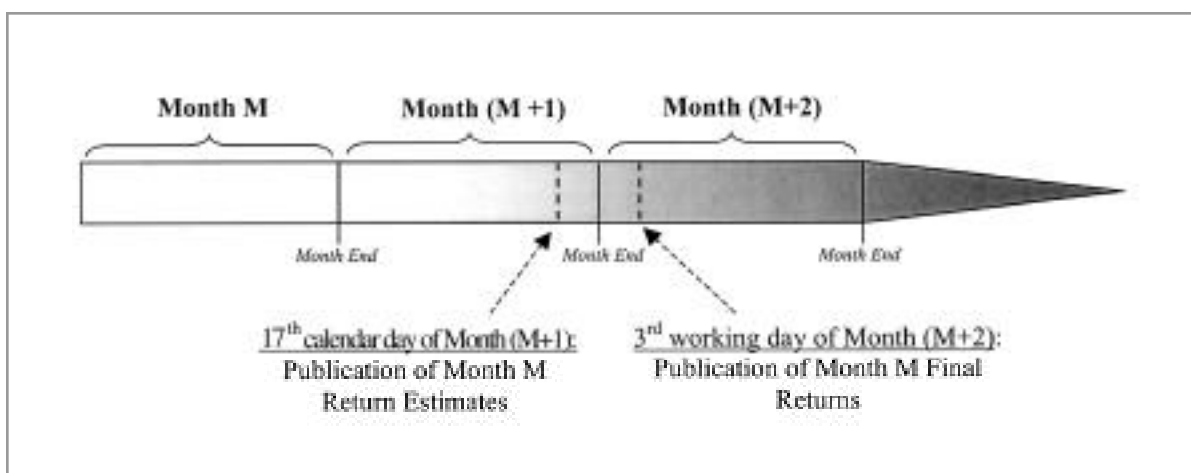 Month M
Month (M +1)
Month (M+2)
Month End
Month End
Month End
17th calendar day of Month (M+1):
Publication of Month M
Return Estimates
3rd working day of Month (M+2):
Publication of Month M Final
Returns